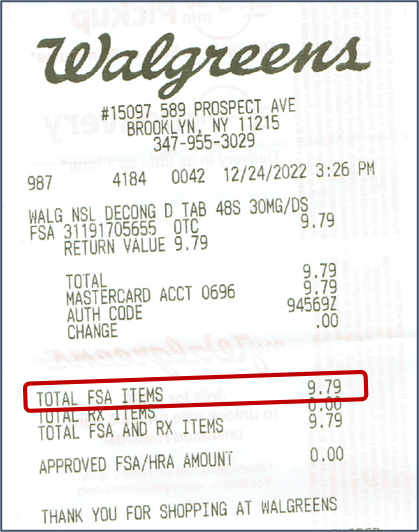 Walgreens
#15097 589 PROSPECT AVE
BROOKLYN, NY 11215
347-955-3029
987 4184 0042 12/24/2022 3:26 PM
WALG NSL DECONG D TAB 48S 30MG/DS
FSA 31191705655 OTC 9.79
RETURN VALUE 9.79
TOTAL 9.79
MASTERCARD ACCT 0696 9.79
AUTH CODE 94569Z
CHANGE .00
TOTAL FSA ITEMS 9.79
TOTAL RX ITEMS 0.00
TOTAL FSA AND RX ITEMS 9.79
APPROVED FSA/HRA AMOUNT 0.00
THANK YOU FOR SHOPPING AT WALGREENS